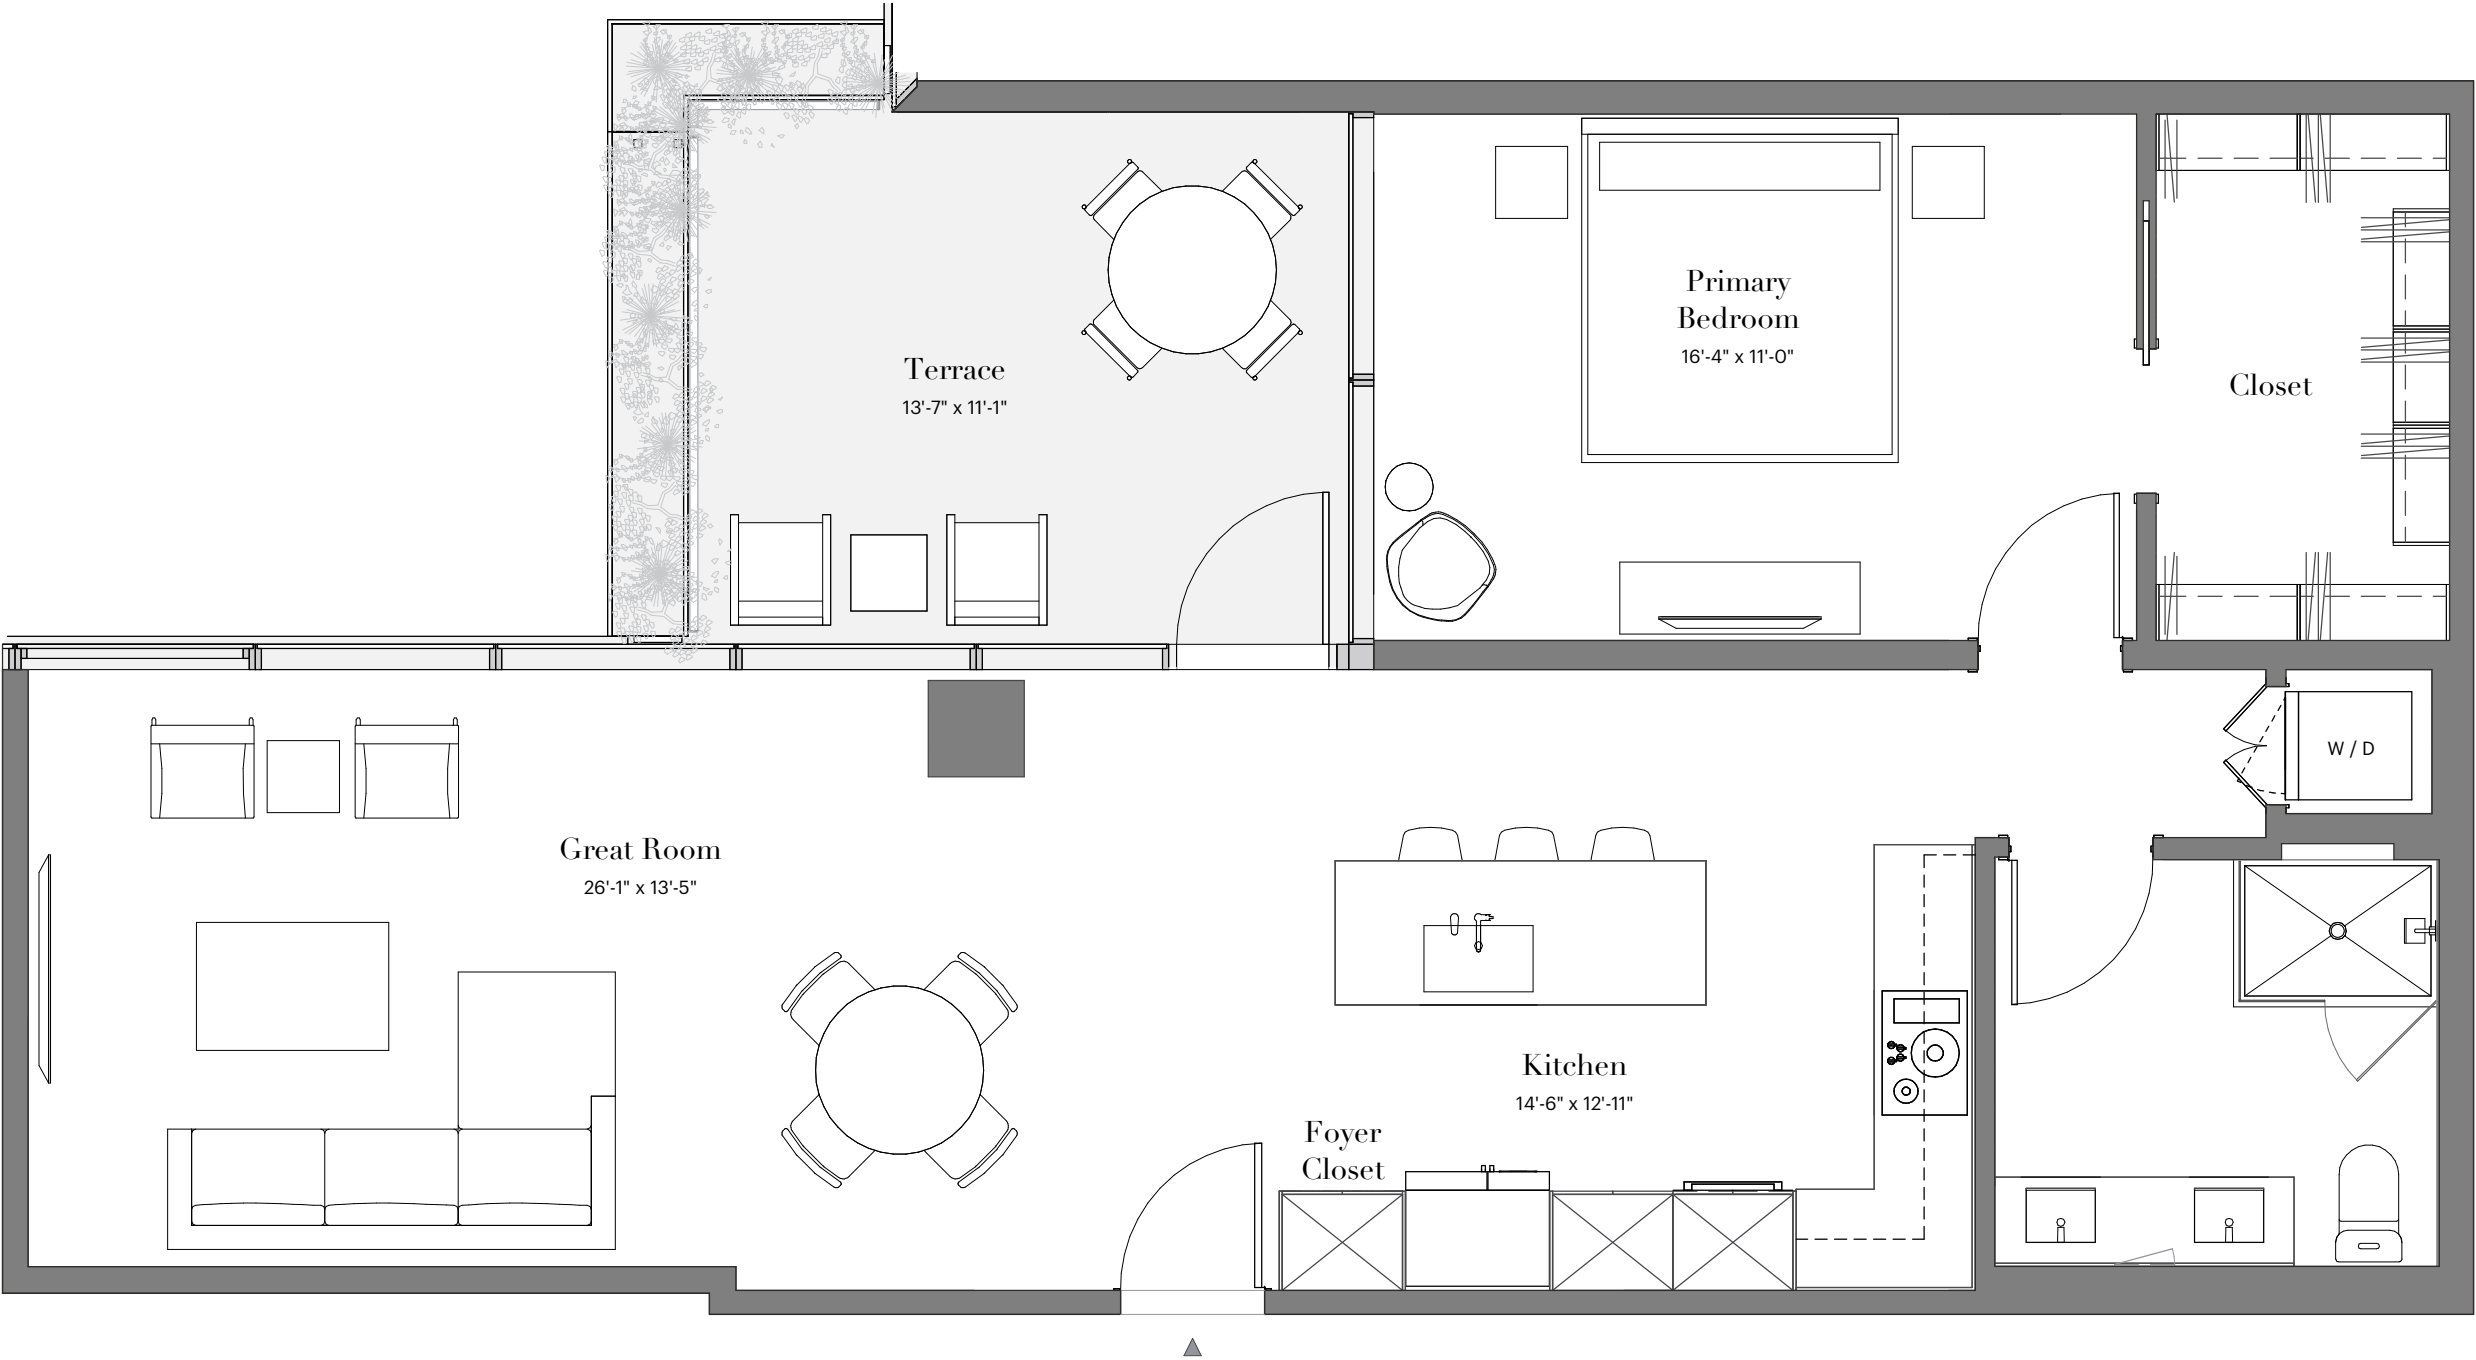 Primary
Bedroom
16'-4" x 11'-0"
Terrace
13'-7" x 11'-1"
Closet
W / D
Great Room
26'-1" x 13'-5"
Kitchen
14'-6" x 12'-11"
Foyer
Closet